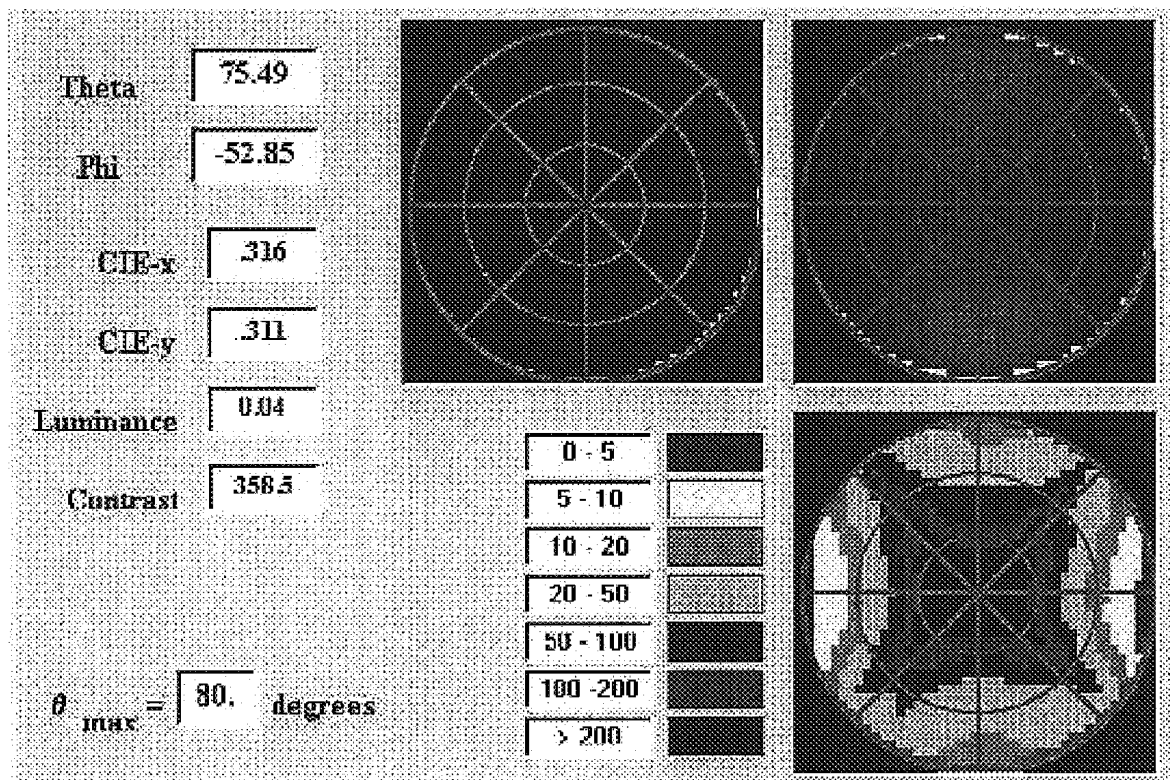 Theta 75.49
Phi -52.85
CIE-x .316
CIE-y .311
Luminance 0.04
Contrast 358.5
θ max = 80. degrees
0 - 5
5 - 10
10 - 20
20 - 50
50 - 100
100 -200
> 200